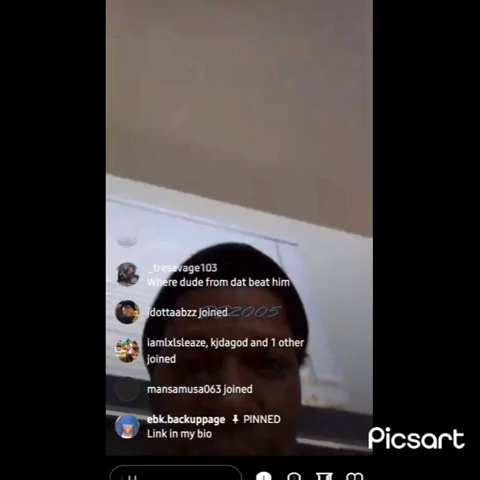 _tresavage103
Where dude from dat beat him
jdottaabzz joined
iamlxlsleaze, kjdagod and 1 other
joined
mansamusa063 joined
ebk.backuppage PINNED
Link in my bio
Picsart